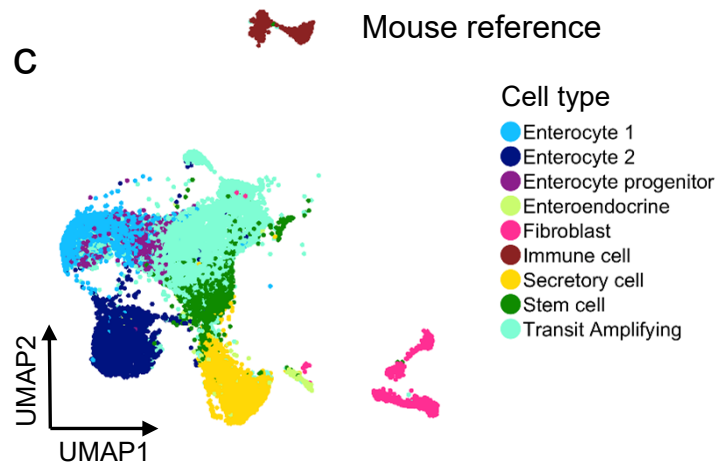 Mouse reference
C
Cell type
Enterocyte 1
Enterocyte 2
Enterocyte progenitor
Enteroendocrine
Fibroblast
Immune cell
Secretory cell
Stem cell
Transit Amplifying
UMAP2
UMAP1